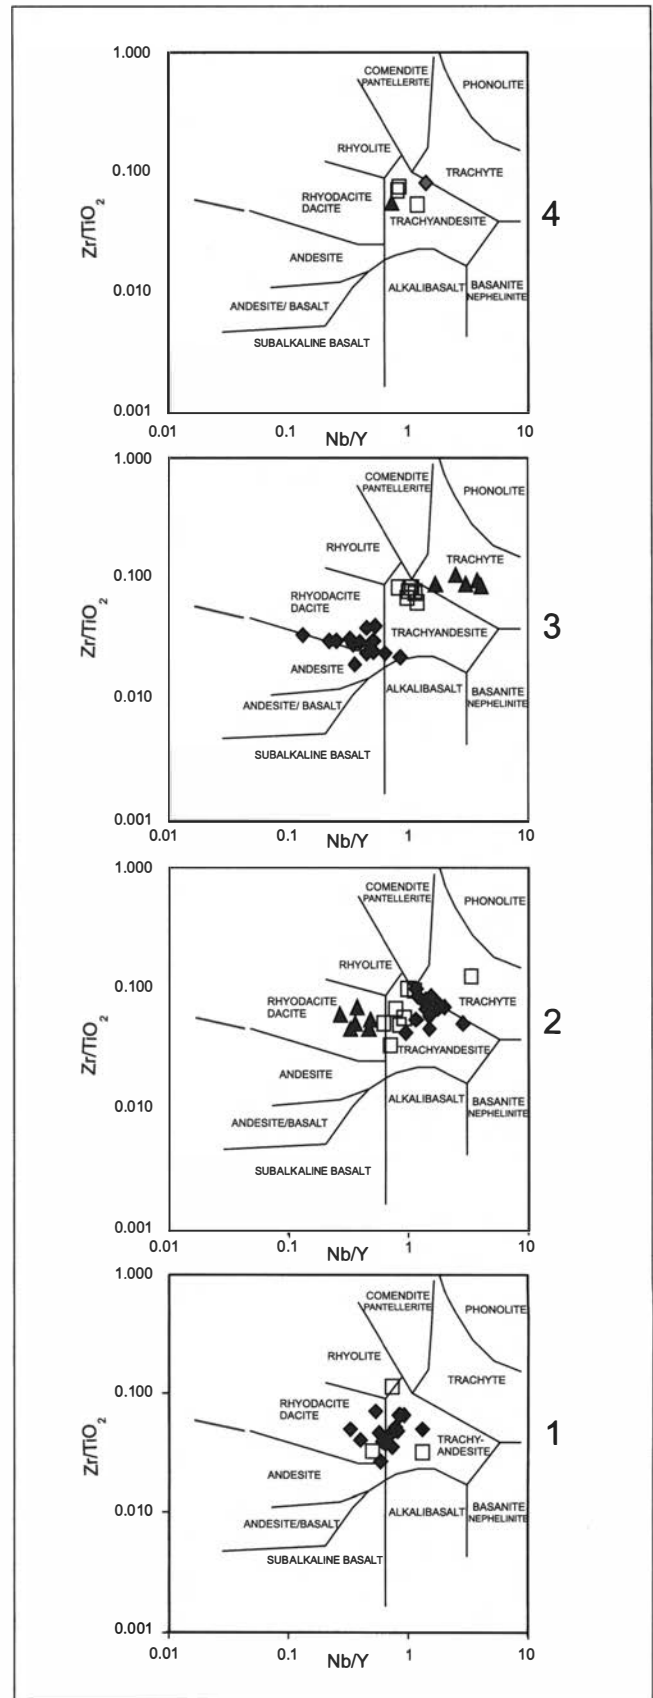 1.000
COMENDITE
PANTELLERITE
PHONOLITE
RHYOLITE
0.100
TRACHYTE
RHYODACITE
DACITE
TRACHYANDESITE
4
Zr/TiO2
ANDESITE
0.010
ALKALIBASALT
BASANITE
NEPHELINITE
ANDESITE/ BASALT
SUBALKALINE BASALT
0.001
0.01
0.1
1
10
Nb/Y
1.000
COMENDITE
PANTELLERITE
PHONOLITE
RHYOLITE
TRACHYTE
0.100
RHYODACITE
DACITE
TRACHYANDESITE
3
Zr/TiO2
ANDESITE
0.010
ALKALIBASALT
BASANITE
NEPHELINITE
ANDESITE/ BASALT
SUBALKALINE BASALT
0.001
0.01
0.1
1
10
Nb/Y
1.000
COMENDITE
PANTELLERITE
PHONOLITE
RHYOLITE
0.100
TRACHYTE
RHYODACITE
DACITE
2
TRACHYANDESITE
Zr/TiO2
ANDESITE
0.010
ALKALIBASALT
BASANITE
NEPHELINITE
ANDESITE/BASALT
SUBALKALINE BASALT
0.001
0.01
0.1
1
10
Nb/Y
1.000
COMENDITE
PANTELLERITE
PHONOLITE
RHYOLITE
TRACHYTE
0.100
RHYODACITE
DACITE
1
TRACHY-
ANDESITE
Zr/TiO2
ANDESITE
0.010
ALKALIBASALT
BASANITE
NEPHELINITE
ANDESITE/BASALT
SUBALKALINE BASALT
0.001
0.01
0.1
1
10
Nb/Y